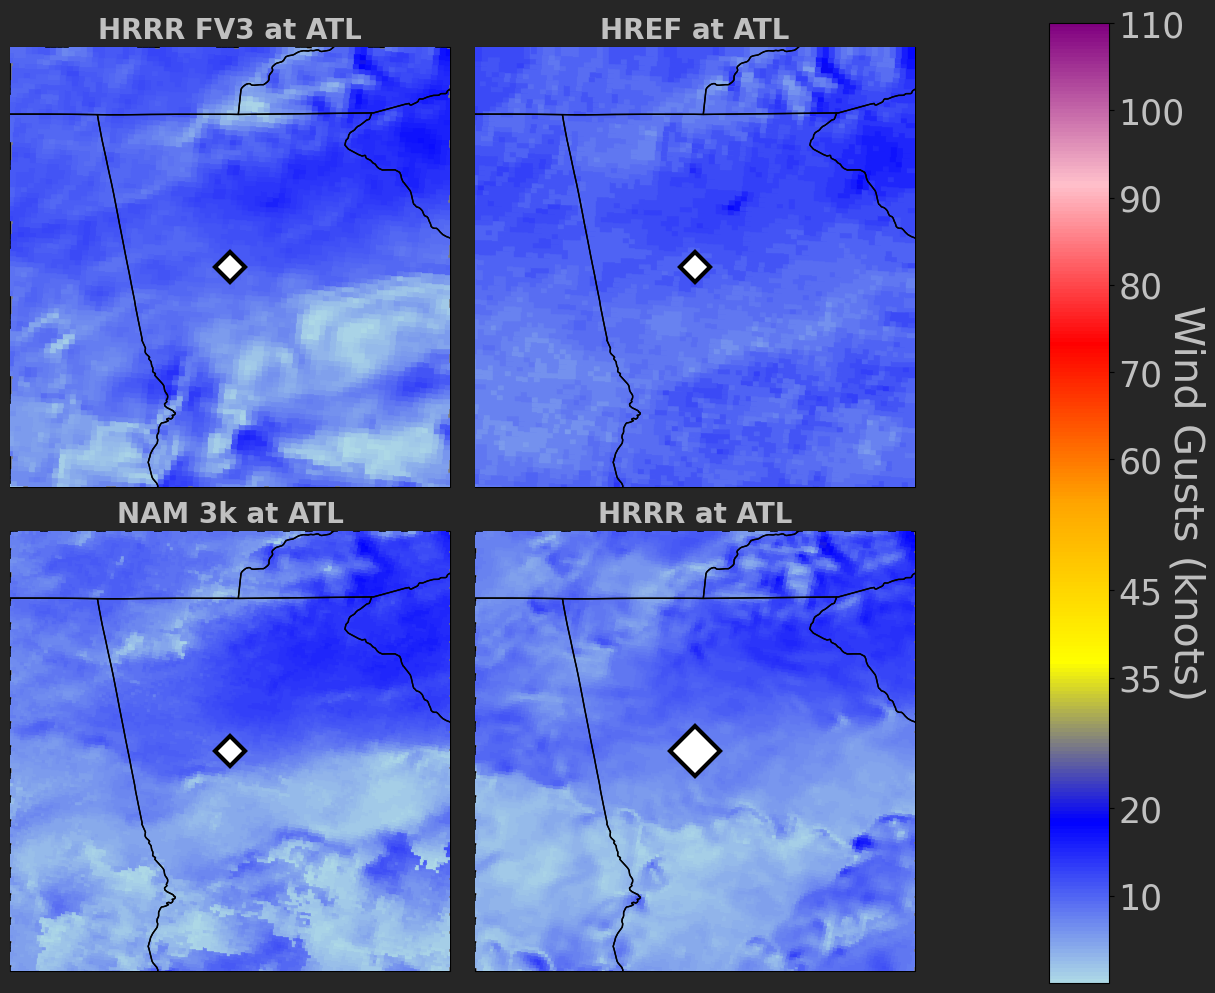 HRRR FV3 at ATL
HREF at ATL
NAM 3k at ATL
HRRR at ATL
110
100
90
80
70
60
45
35
20
10
Wind Gusts (knots)